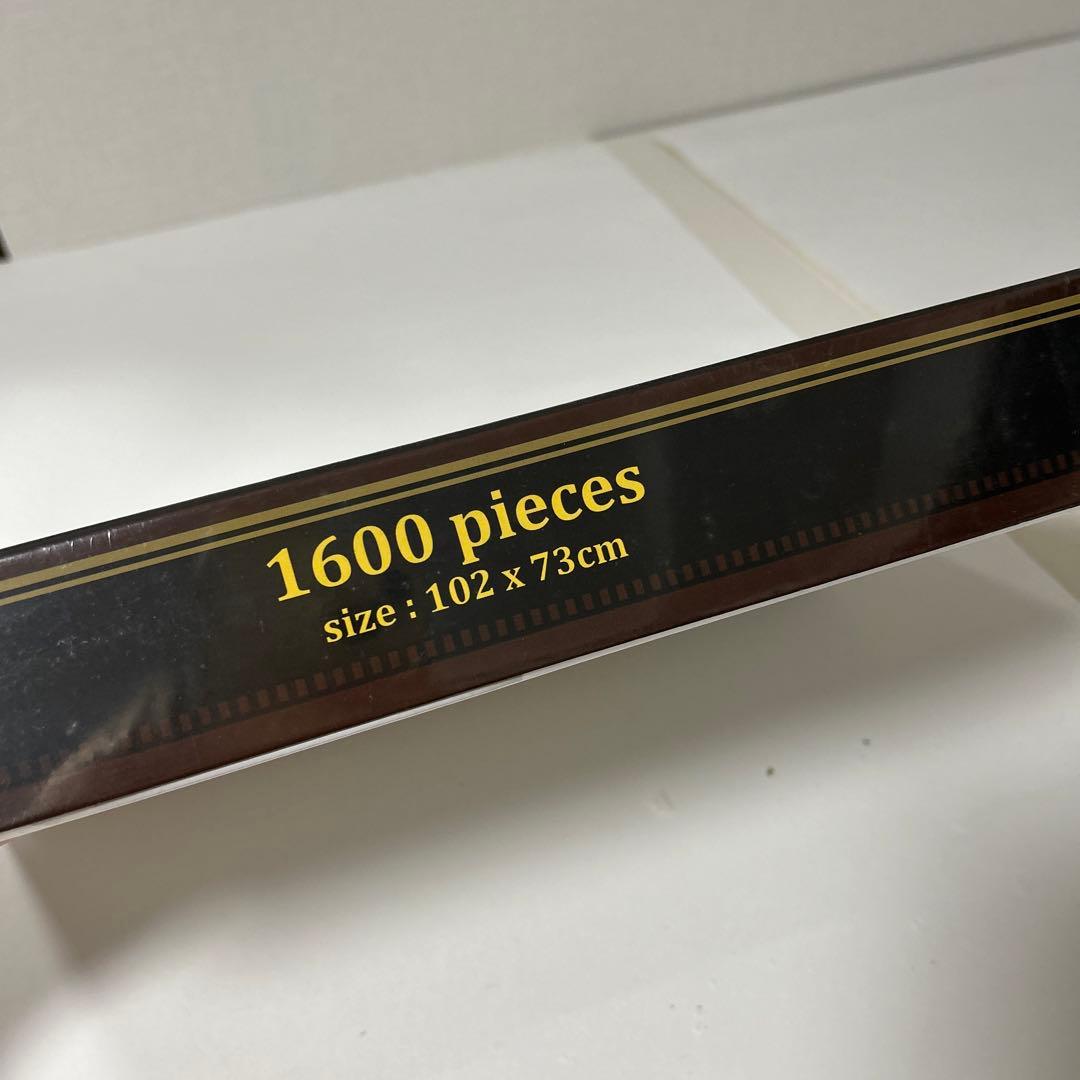 1600 pieces
size : 102 x 73cm